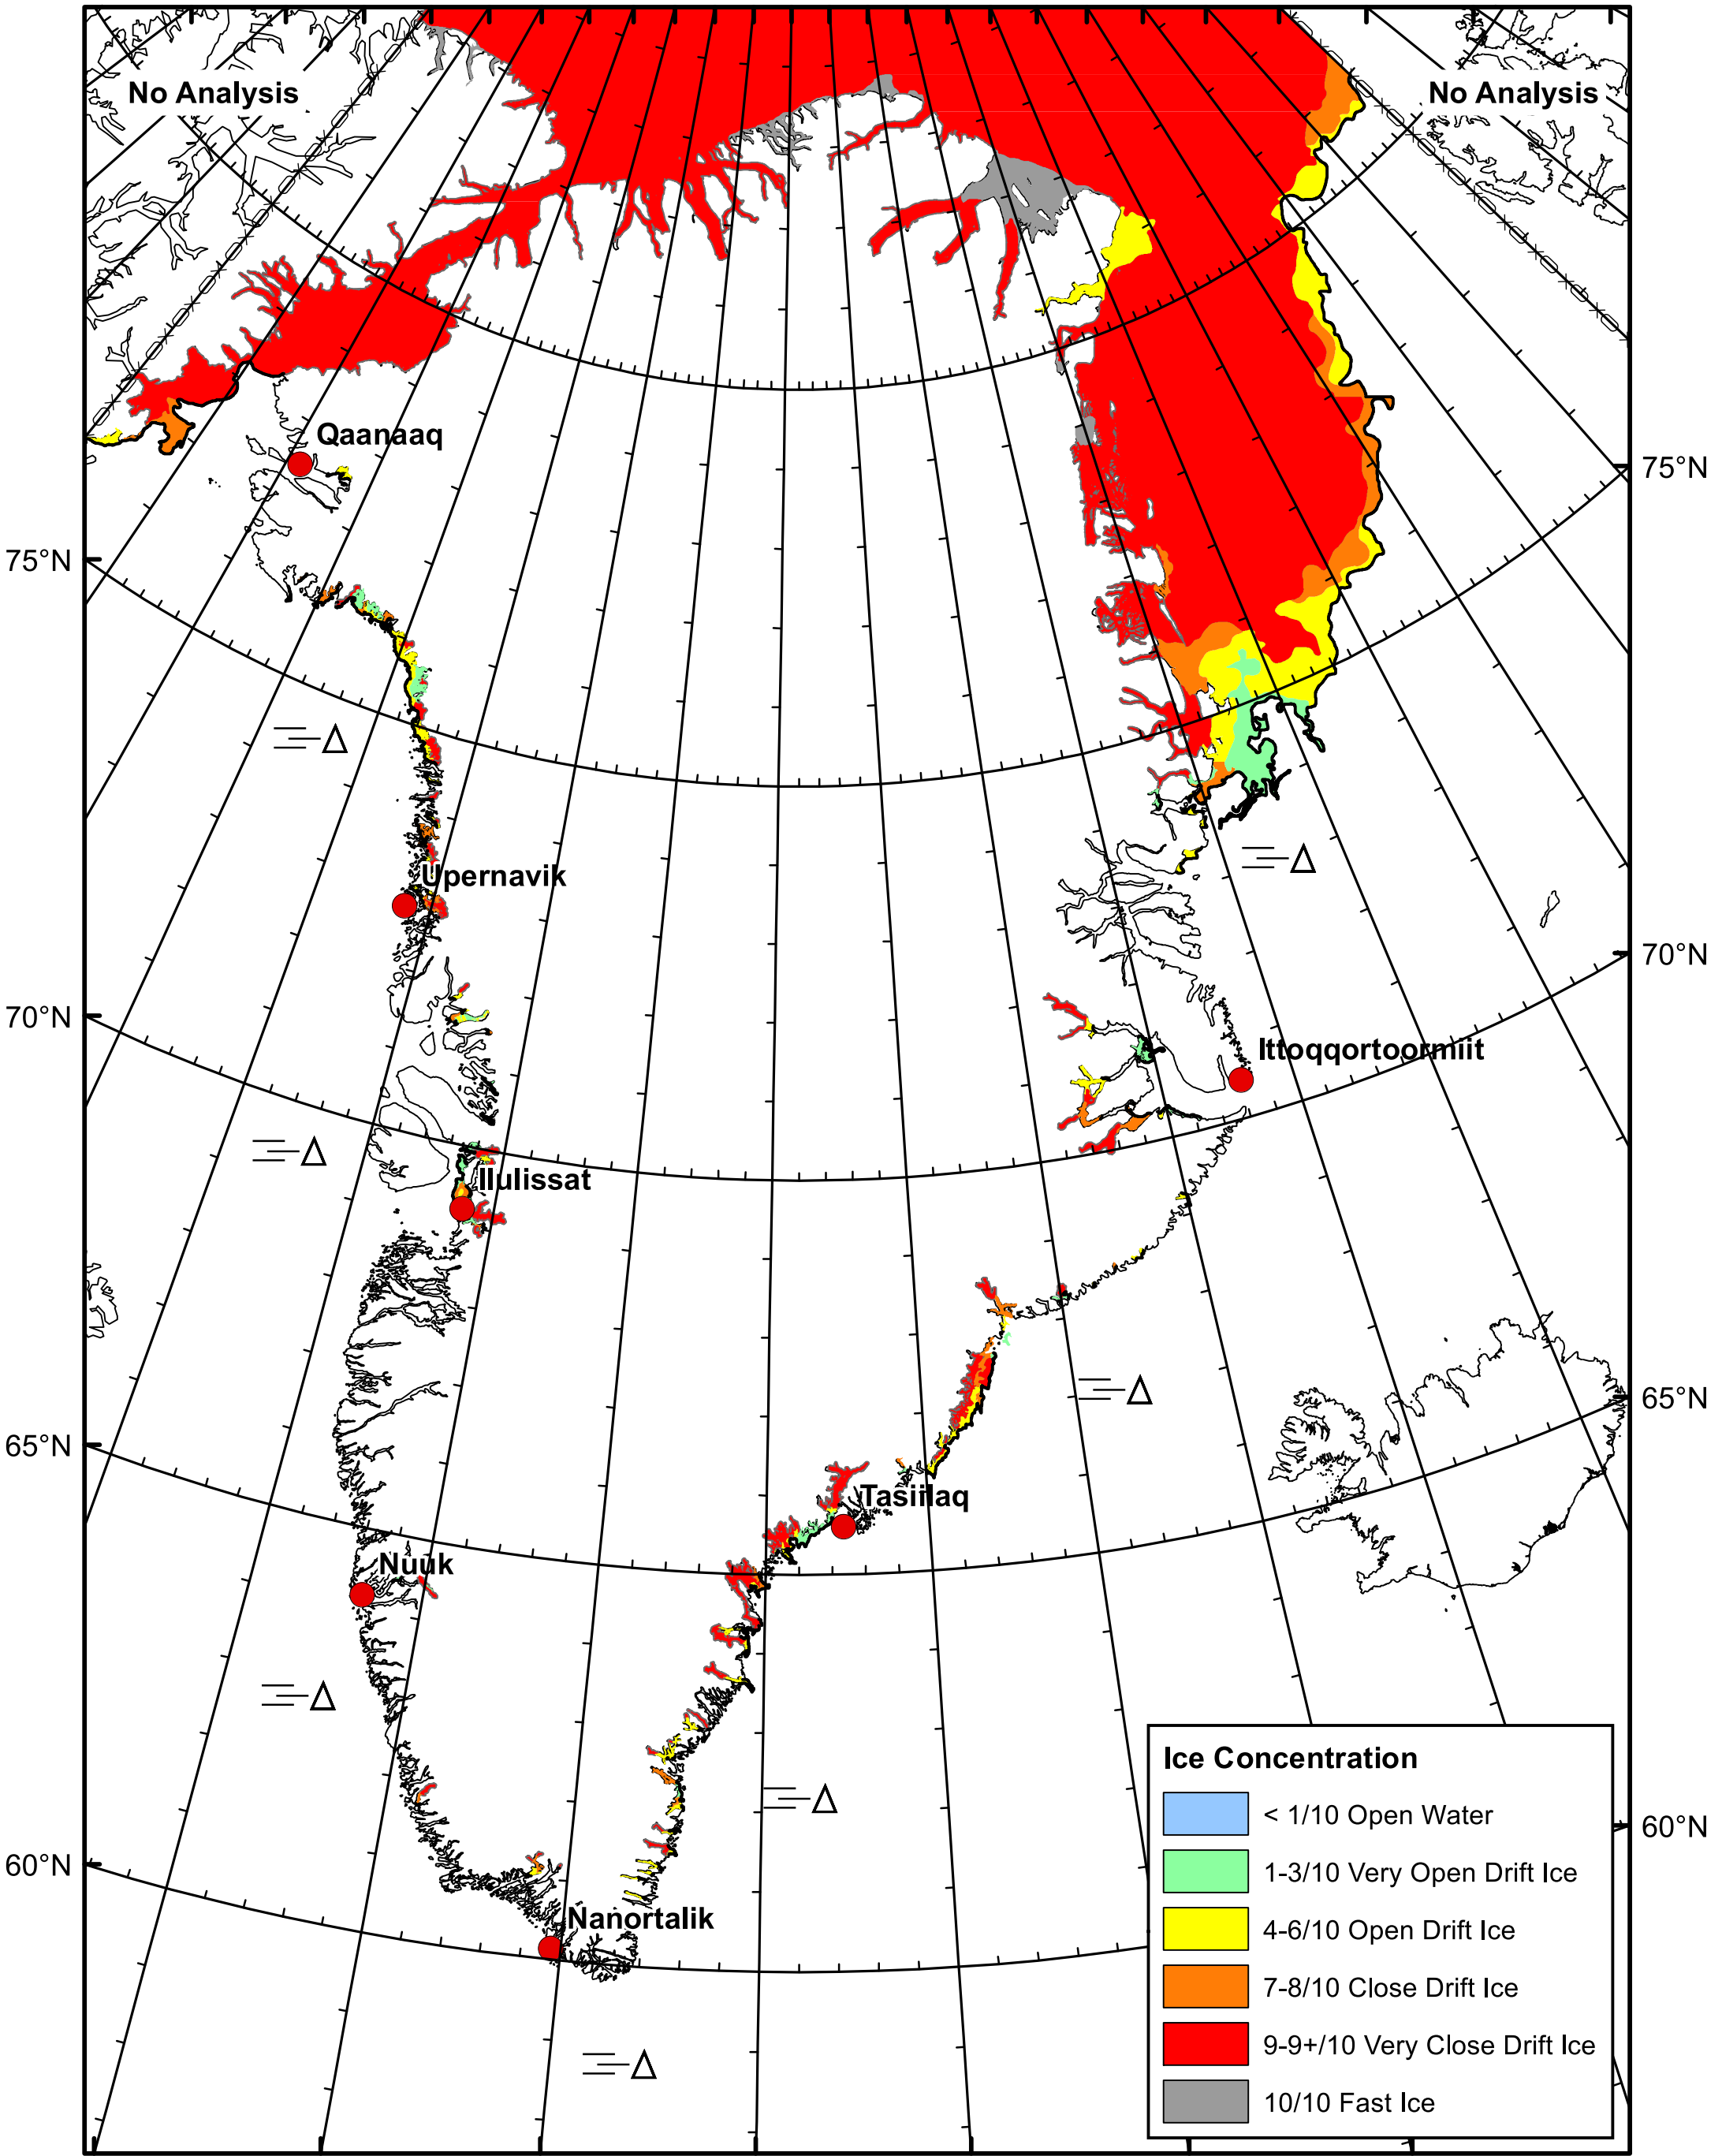 No Analysis
No Analysis
Qaanaaq
75°N
75°N
Upernavik
70°N
70°N
Ittoqqortoormiit
Ilulissat
65°N
65°N
Tasiilaq
Nuuk
Ice Concentration
< 1/10 Open Water
60°N
1-3/10 Very Open Drift Ice
60°N
4-6/10 Open Drift Ice
Nanortalik
7-8/10 Close Drift Ice
9-9+/10 Very Close Drift Ice
10/10 Fast Ice